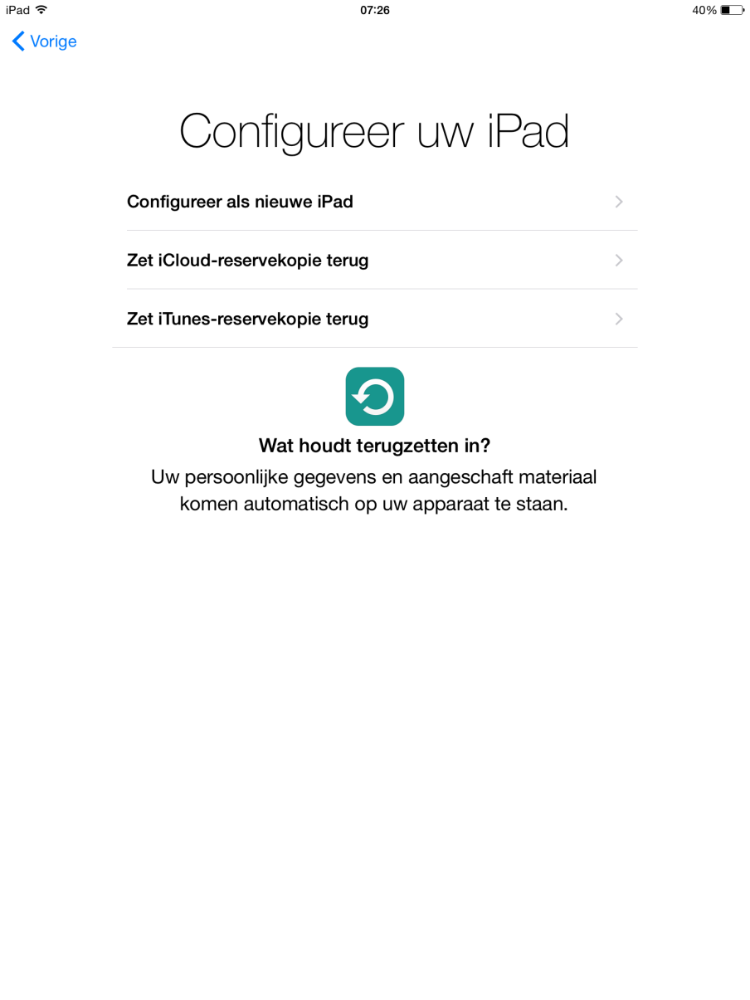 iPad 07:26 40%
Vorige
Configureer uw iPad
Configureer als nieuwe iPad
Zet iCloud-reservekopie terug
Zet iTunes-reservekopie terug
Wat houdt terugzetten in?
Uw persoonlijke gegevens en aangeschaft materiaal
komen automatisch op uw apparaat te staan.